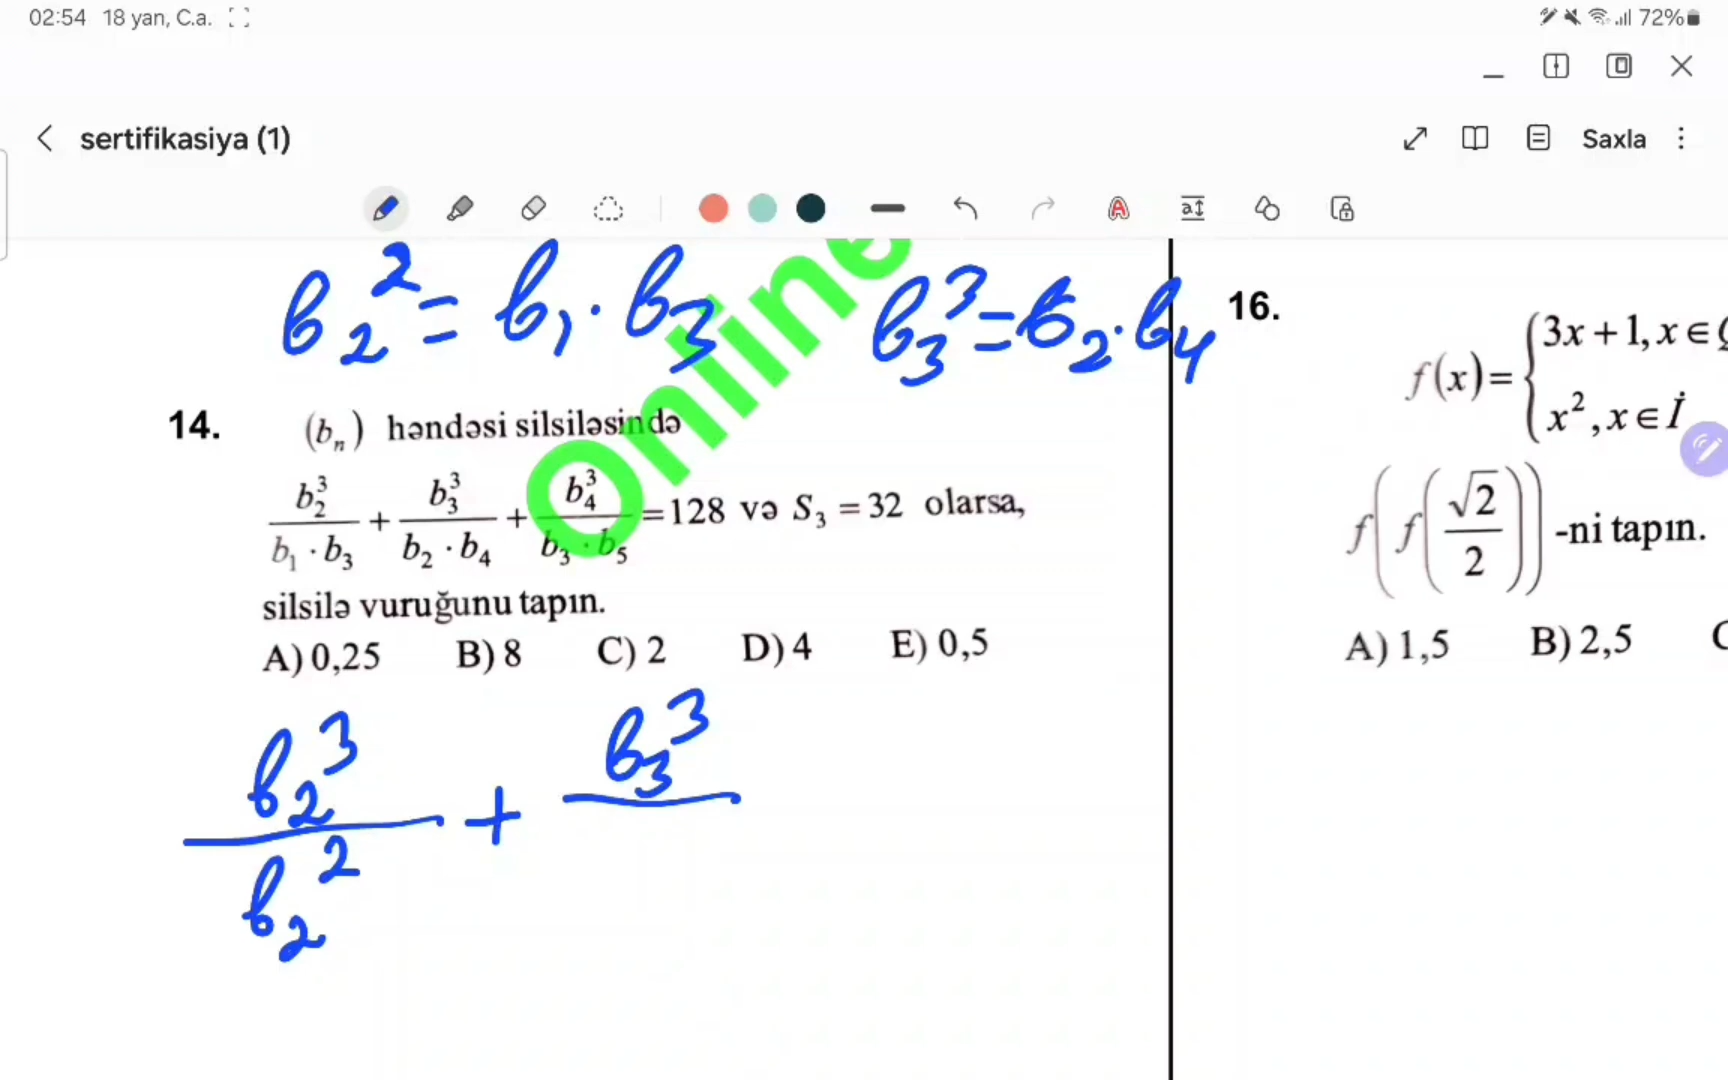 02:54 18 yan, C.a. 72%
sertifikasiya (1)
Saxla
b₂² = b₁ · b₃ b₃³ = b₂ · b₄
Online
14. (bₙ) həndəsi silsiləsində
b₂³/(b₁ · b₃) + b₃³/(b₂ · b₄) + b₄³/(b₃ · b₅) = 128 və S₃ = 32 olarsa,
silsilə vuruğunu tapın.
A) 0,25 B) 8 C) 2 D) 4 E) 0,5
b₂³/b₂² + b₃³
16.
f(x) = { 3x + 1, x ∈ Q
x², x ∈ İ
f(f(√2/2)) -ni tapın.
A) 1,5 B) 2,5 C